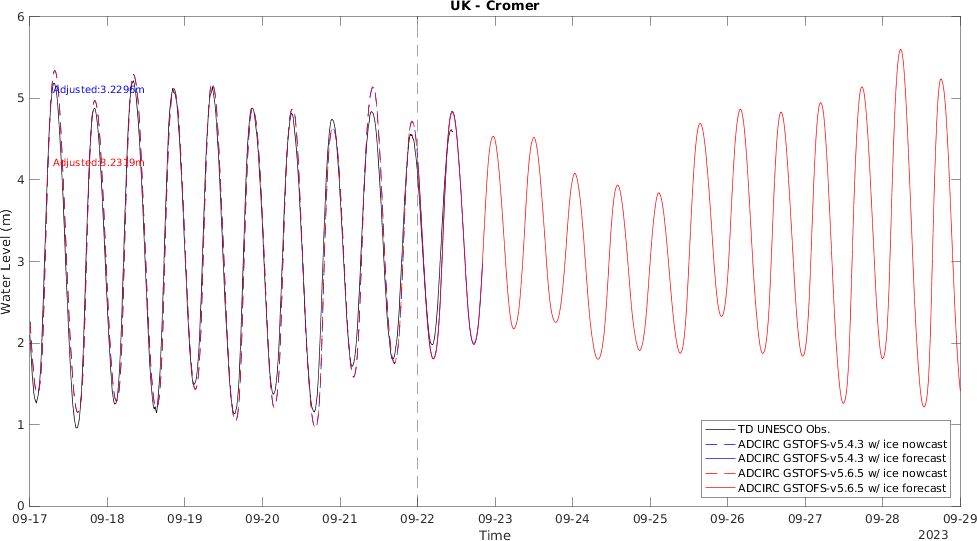 UK - Cromer
6
5
4
3
2
1
0
Water Level (m)
Adjusted:3.2296m
Adjusted:3.2319m
TD UNESCO Obs.
ADCIRC GSTOFS-v5.4.3 w/ ice nowcast
ADCIRC GSTOFS-v5.4.3 w/ ice forecast
ADCIRC GSTOFS-v5.6.5 w/ ice nowcast
ADCIRC GSTOFS-v5.6.5 w/ ice forecast
09-17 09-18 09-19 09-20 09-21 09-22 09-23 09-24 09-25 09-26 09-27 09-28 09-29
Time
2023